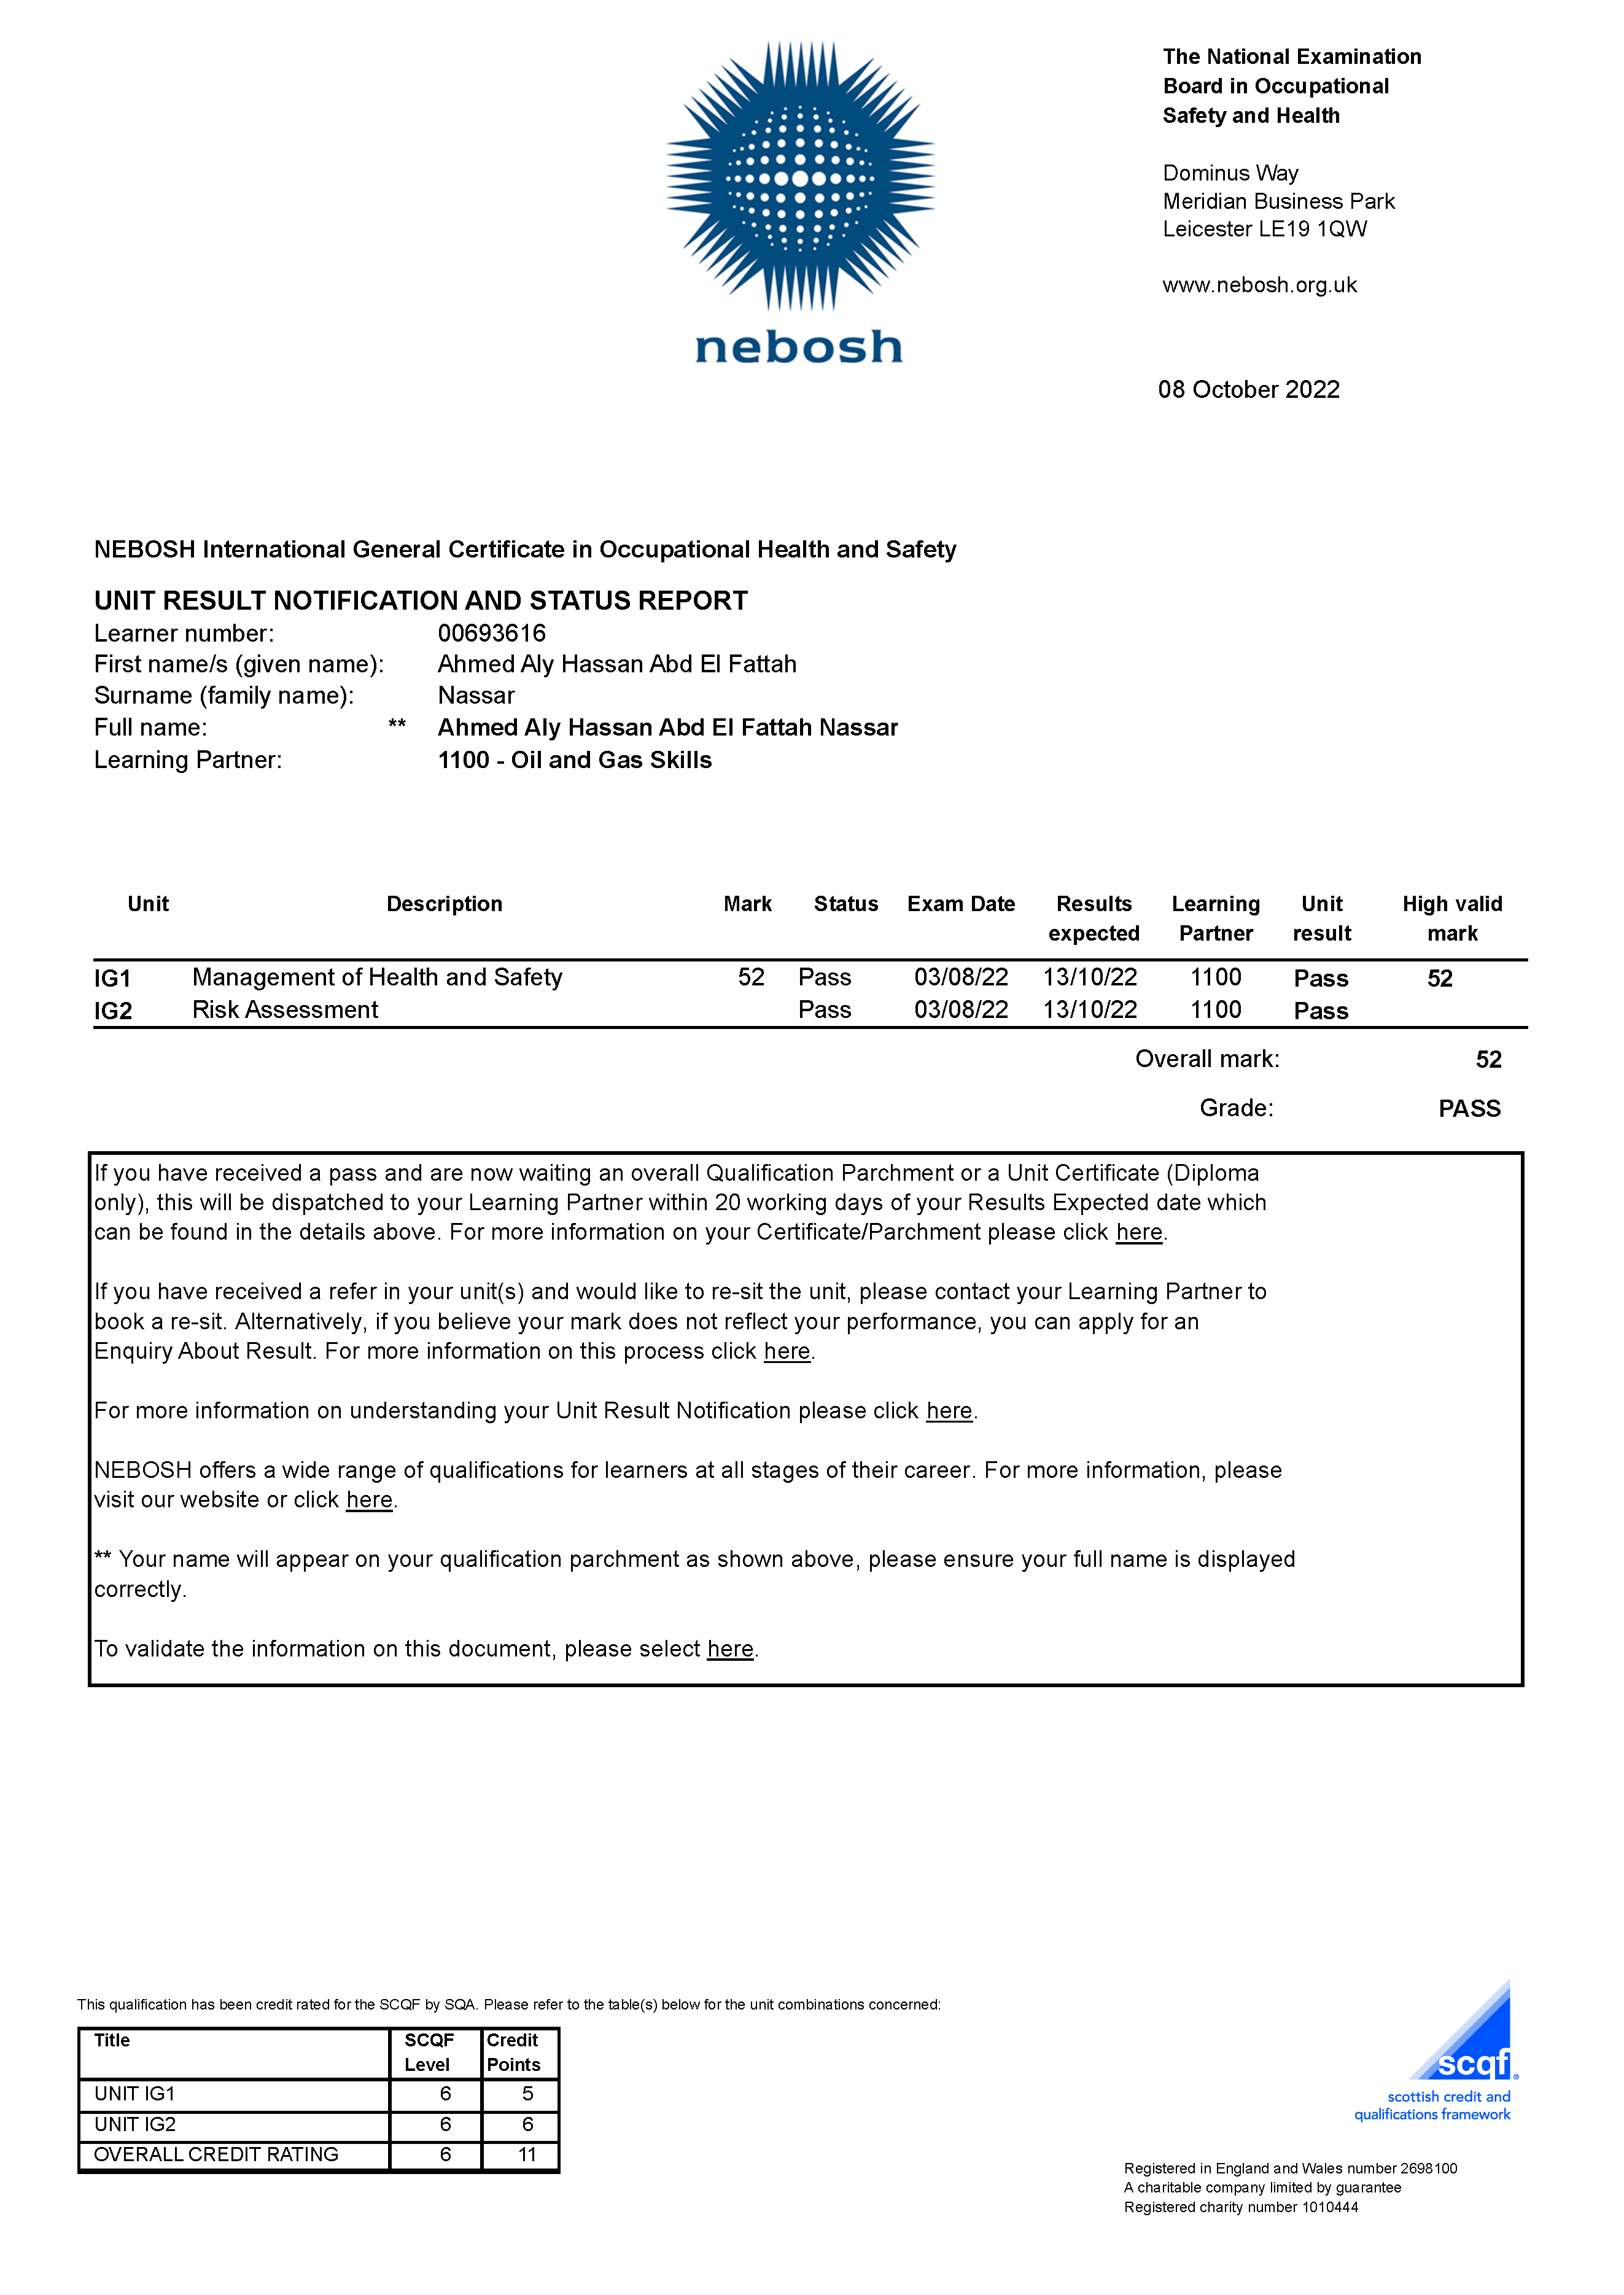 The National Examination
Board in Occupational
Safety and Health
Dominus Way
Meridian Business Park
Leicester LE19 1QW
www.nebosh.org.uk
nebosh
08 October 2022
NEBOSH International General Certificate in Occupational Health and Safety
UNIT RESULT NOTIFICATION AND STATUS REPORT
Learner number: 00693616
First name/s (given name): Ahmed Aly Hassan Abd El Fattah
Surname (family name): Nassar
Full name: ** Ahmed Aly Hassan Abd El Fattah Nassar
Learning Partner: 1100 - Oil and Gas Skills
Unit Description Mark Status Exam Date Results Learning Unit High valid
expected Partner result mark
IG1 Management of Health and Safety 52 Pass 03/08/22 13/10/22 1100 Pass 52
IG2 Risk Assessment Pass 03/08/22 13/10/22 1100 Pass
Overall mark: 52
Grade: PASS
If you have received a pass and are now waiting an overall Qualification Parchment or a Unit Certificate (Diploma
only), this will be dispatched to your Learning Partner within 20 working days of your Results Expected date which
can be found in the details above. For more information on your Certificate/Parchment please click here.
If you have received a refer in your unit(s) and would like to re-sit the unit, please contact your Learning Partner to
book a re-sit. Alternatively, if you believe your mark does not reflect your performance, you can apply for an
Enquiry About Result. For more information on this process click here.
For more information on understanding your Unit Result Notification please click here.
NEBOSH offers a wide range of qualifications for learners at all stages of their career. For more information, please
visit our website or click here.
** Your name will appear on your qualification parchment as shown above, please ensure your full name is displayed
correctly.
To validate the information on this document, please select here.
This qualification has been credit rated for the SCQF by SQA. Please refer to the table(s) below for the unit combinations concerned:
Title SCQF Credit
Level Points
UNIT IG1 6 5
UNIT IG2 6 6
OVERALL CREDIT RATING 6 11
scqf®
scottish credit and
qualifications framework
Registered in England and Wales number 2698100
A charitable company limited by guarantee
Registered charity number 1010444